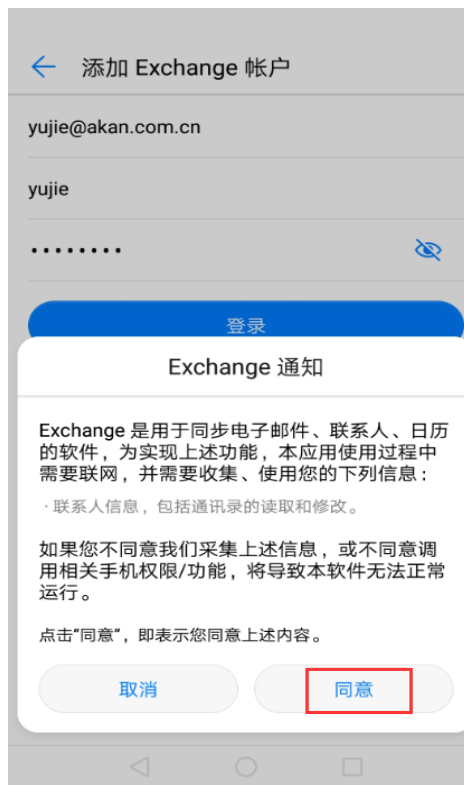 添加 Exchange 帐户
yujie@akan.com.cn
yujie
••••••••
登录
Exchange 通知
Exchange 是用于同步电子邮件、联系人、日历
的软件，为实现上述功能，本应用使用过程中
需要联网，并需要收集、使用您的下列信息：
· 联系人信息，包括通讯录的读取和修改。
如果您不同意我们采集上述信息，或不同意调
用相关手机权限/功能，将导致本软件无法正常
运行。
点击“同意”，即表示您同意上述内容。
取消
同意